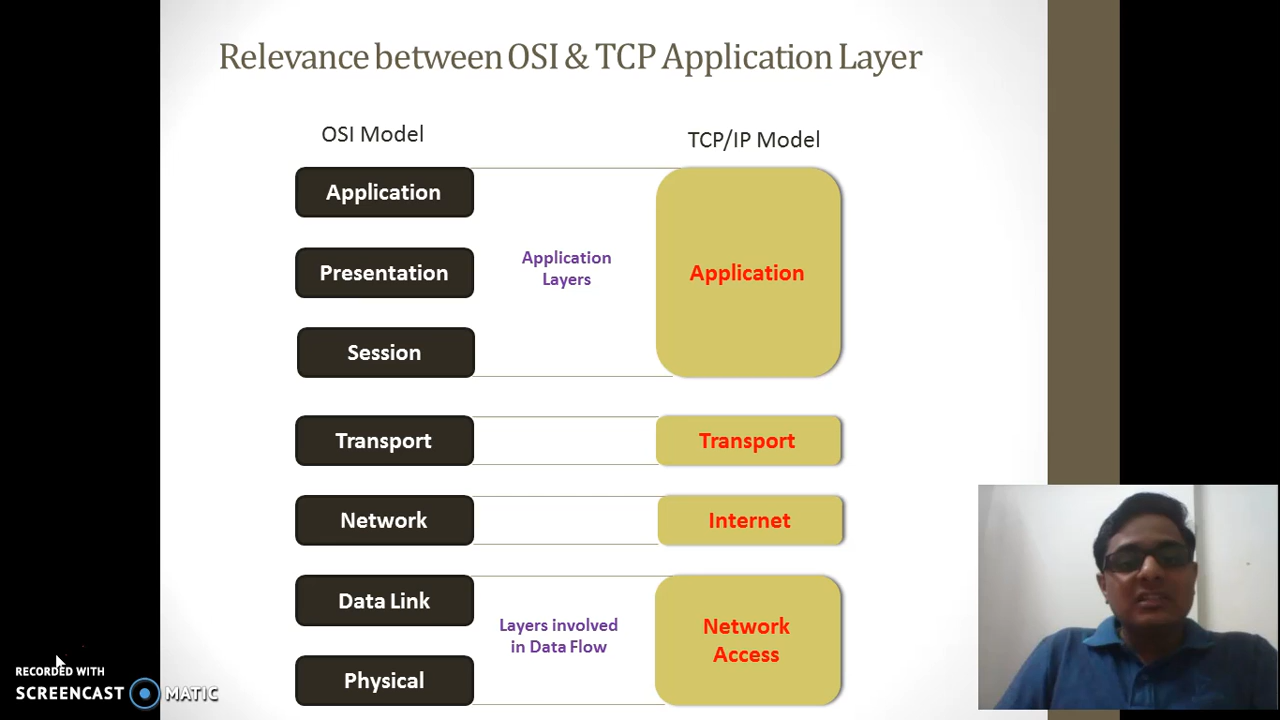 Relevance between OSI & TCP Application Layer
OSI Model
TCP/IP Model
Application
Presentation
Session
Application
Layers
Application
Transport
Transport
Network
Internet
Data Link
Physical
Layers involved
in Data Flow
Network
Access
RECORDED WITH
SCREENCAST MATIC